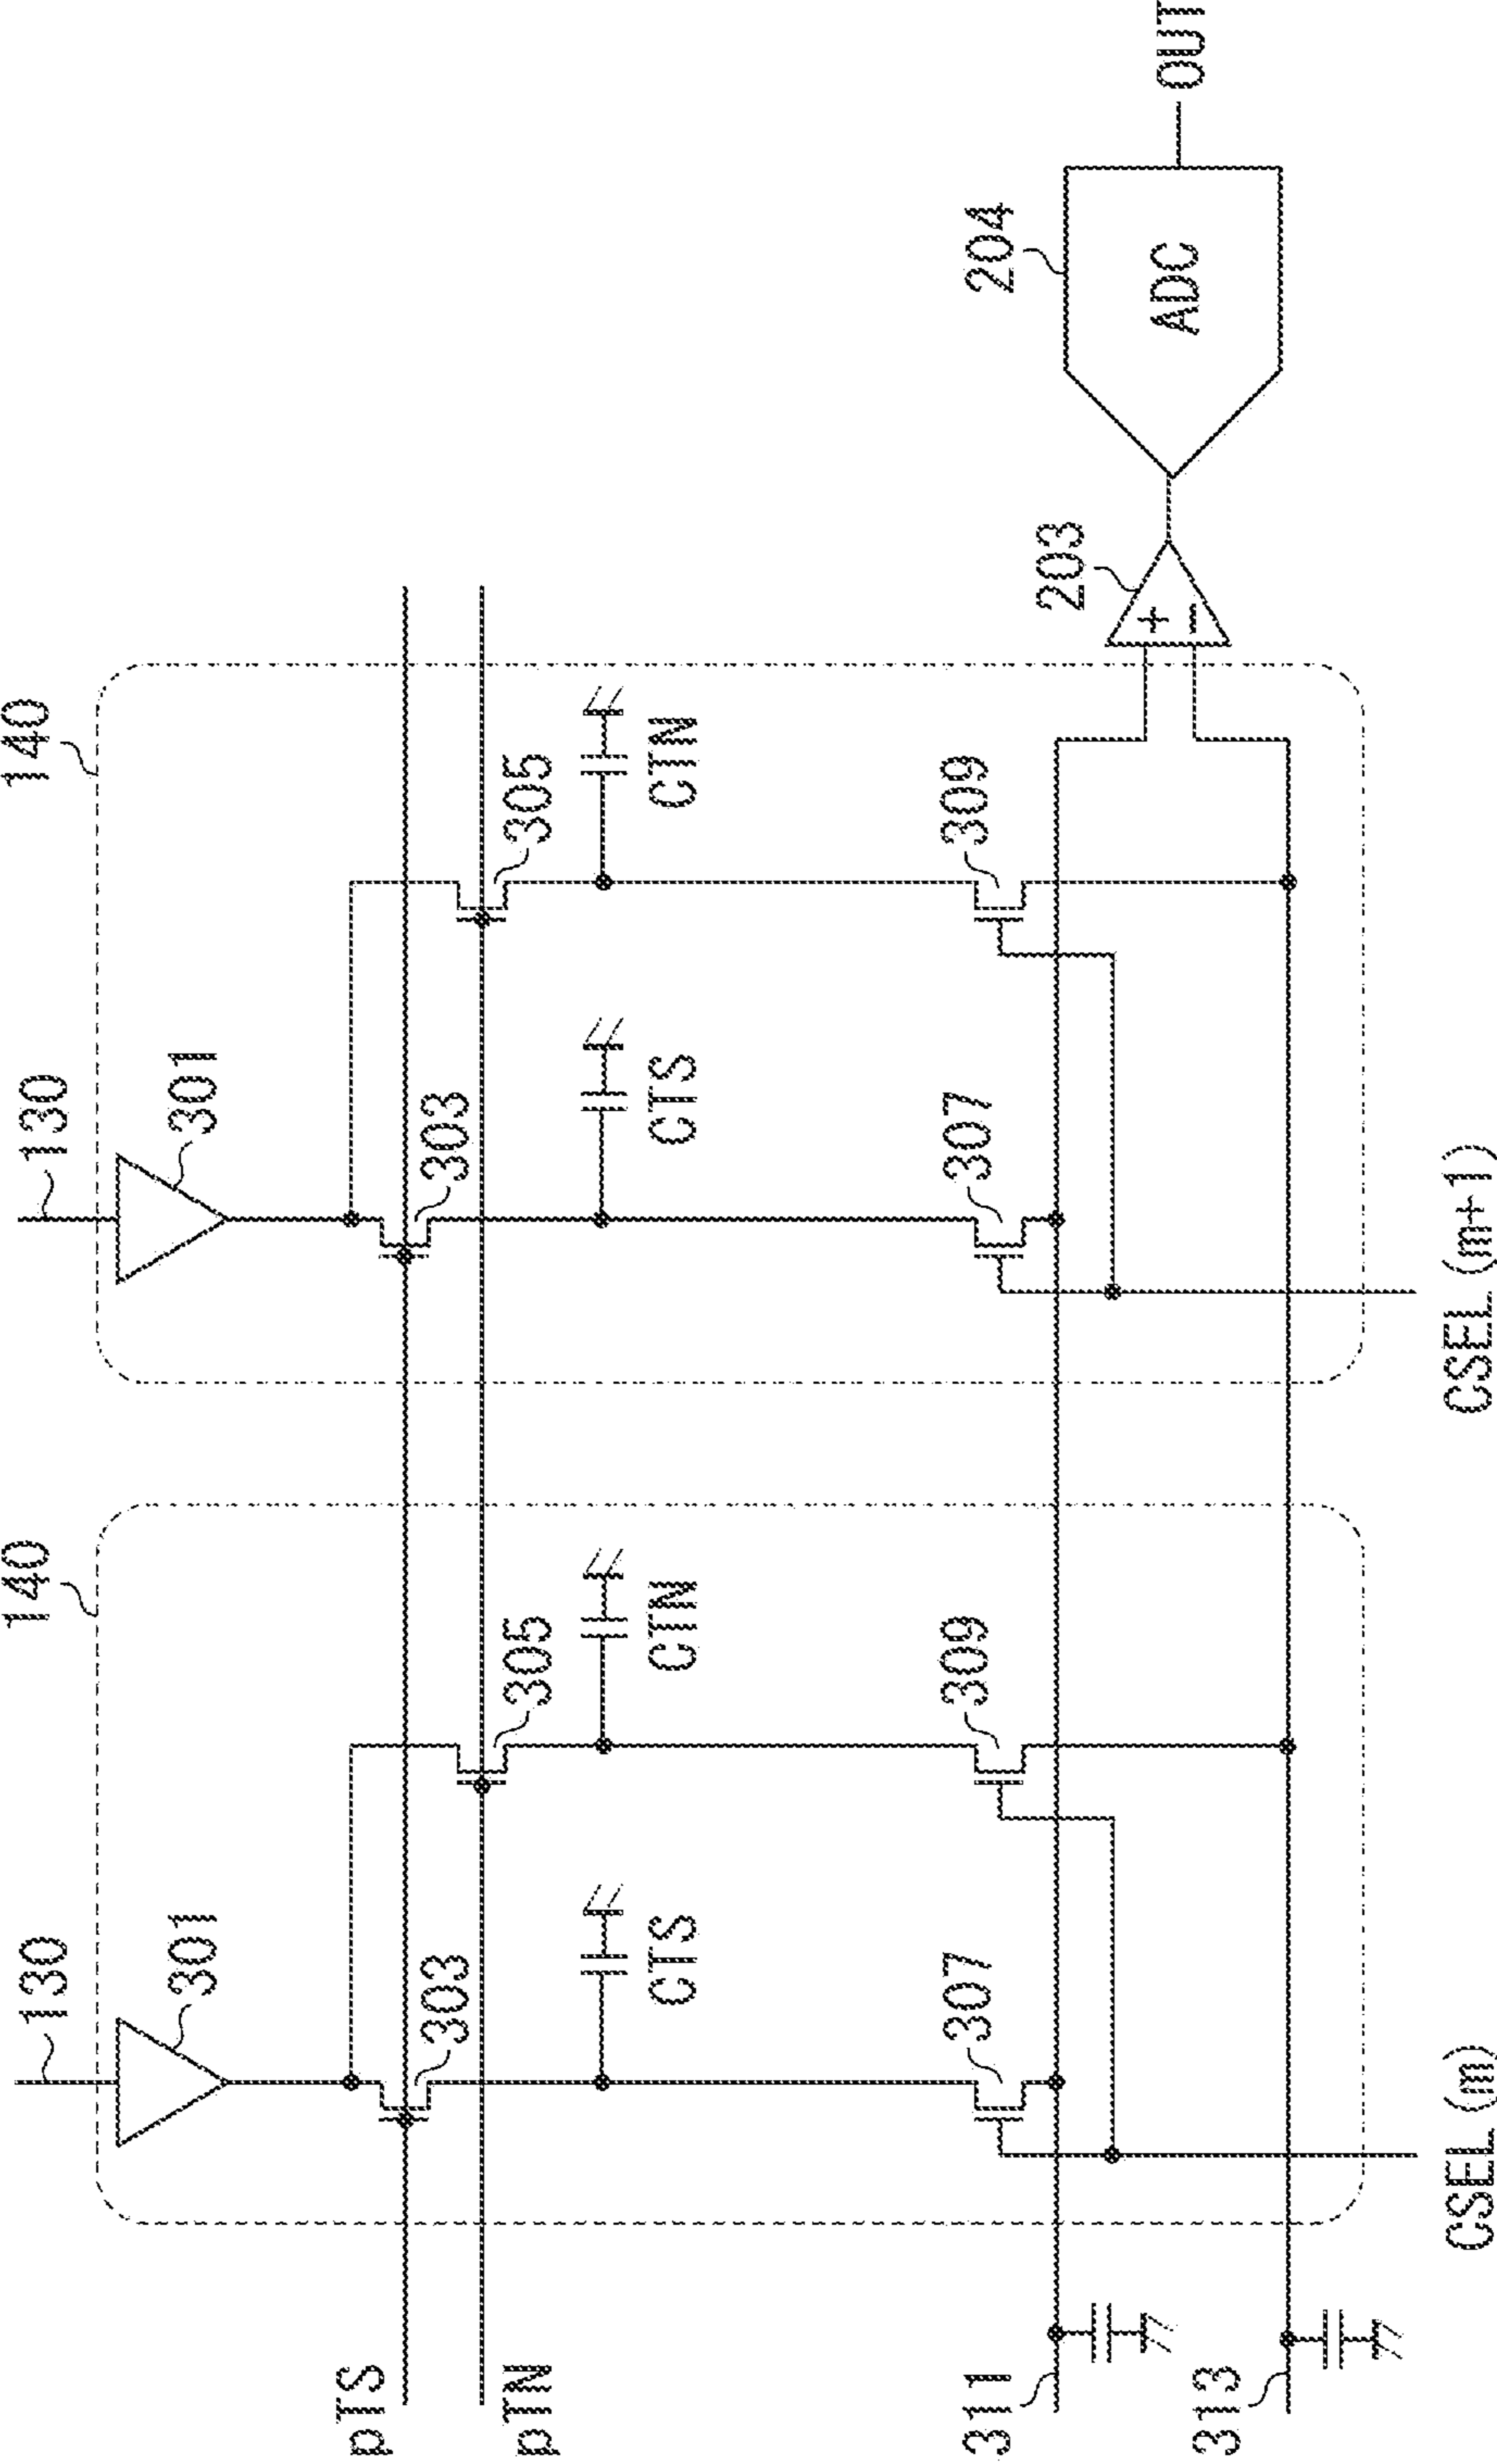 130
140
301
130
140
301
pTS
303
pTN
305
303
305
CTS
CTN
CTS
CTN
307
309
307
309
203
204
311
+
−
ADC
OUT
313
CSEL (m)
CSEL (m+1)